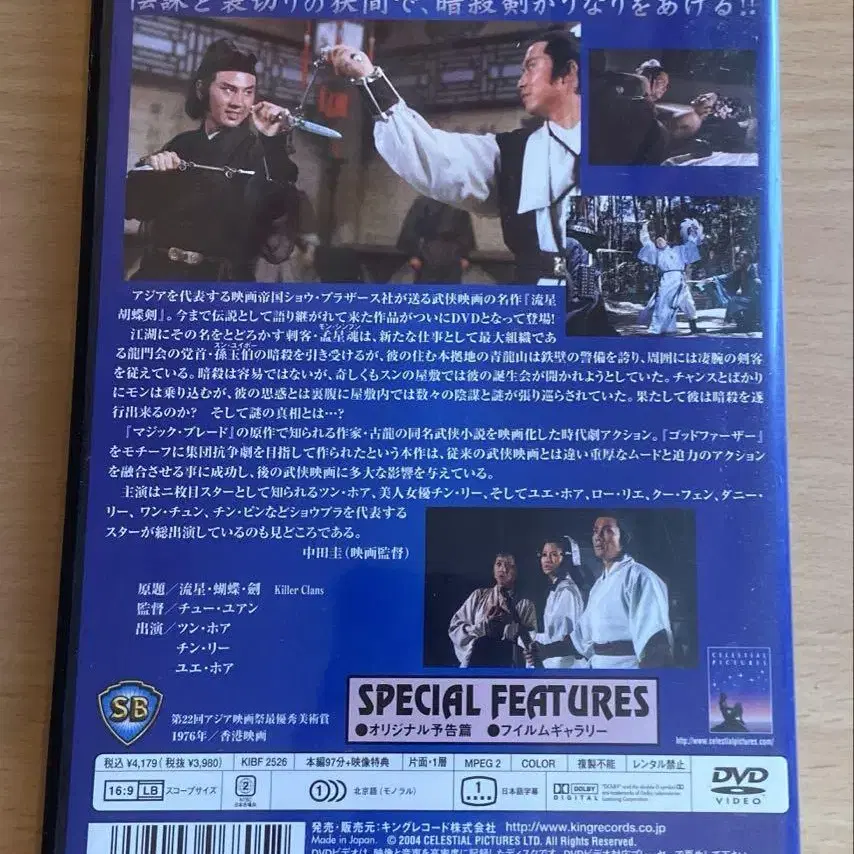 陰謀と裏切りの狭間で、暗殺剣がうなりをあげる!!
アジアを代表する映画帝国ショウ・ブラザース社が送る武侠映画の名作『流星
胡蝶剣』。今まで伝説として語り継がれて来た作品がついにDVDとなって登場!
モン・シンフン
江湖にその名をとどろかす刺客・孟星魂は、新たな仕事として最大組織であ
スン・ユイボー
る龍門会の党首・孫玉伯の暗殺を引き受けるが、彼の住む本拠地の青龍山は鉄壁の警備を誇り、周囲には凄腕の剣客
を従えている。暗殺は容易ではないが、奇しくもスンの屋敷では彼の誕生会が開かれようとしていた。チャンスとばかり
にモンは乗り込むが、彼の思惑とは裏腹に屋敷内では数々の陰謀と謎が張り巡らされていた。果たして彼は暗殺を遂
行出来るのか? そして謎の真相とは…?
『マジック・ブレード』の原作で知られる作家・古龍の同名武侠小説を映画化した時代劇アクション。『ゴッドファーザー』
をモチーフに集団抗争劇を目指して作られたという本作は、従来の武侠映画とは違い重厚なムードと迫力のアクション
を融合させる事に成功し、後の武侠映画に多大な影響を与えている。
主演は二枚目スターとして知られるツン・ホア、美人女優チン・リー、そしてユエ・ホア、ロー・リエ、クー・フェン、ダニー・
リー、ワン・チュン、チン・ピンなどショウブラを代表する
スターが総出演しているのも見どころである。
中田圭(映画監督)
原題/流星・蝴蝶・劍 Killer Clans
監督/チュー・ユアン
出演/ツン・ホア
チン・リー
ユエ・ホア
SB
第22回アジア映画祭最優秀美術賞
1976年/香港映画
SPECIAL FEATURES
●オリジナル予告篇 ●フイルムギャラリー
CELESTIAL
PICTURES
http://www.celestialpictures.com/
税込 ¥4,179(税抜 ¥3,980) KIBF 2526 本編97分+映像特典 片面・1層 MPEG 2 COLOR 複製不能 レンタル禁止
16:9 LB スコープサイズ 2 NTSC 日本市場向 1 北京語(モノラル) 1 日本語字幕 DOLBY DIGITAL
DVD VIDEO
発売・販売元:キングレコード株式会社 http://www.kingrecords.co.jp
Made in Japan. © 2004 CELESTIAL PICTURES LTD. All Rights Reserved.